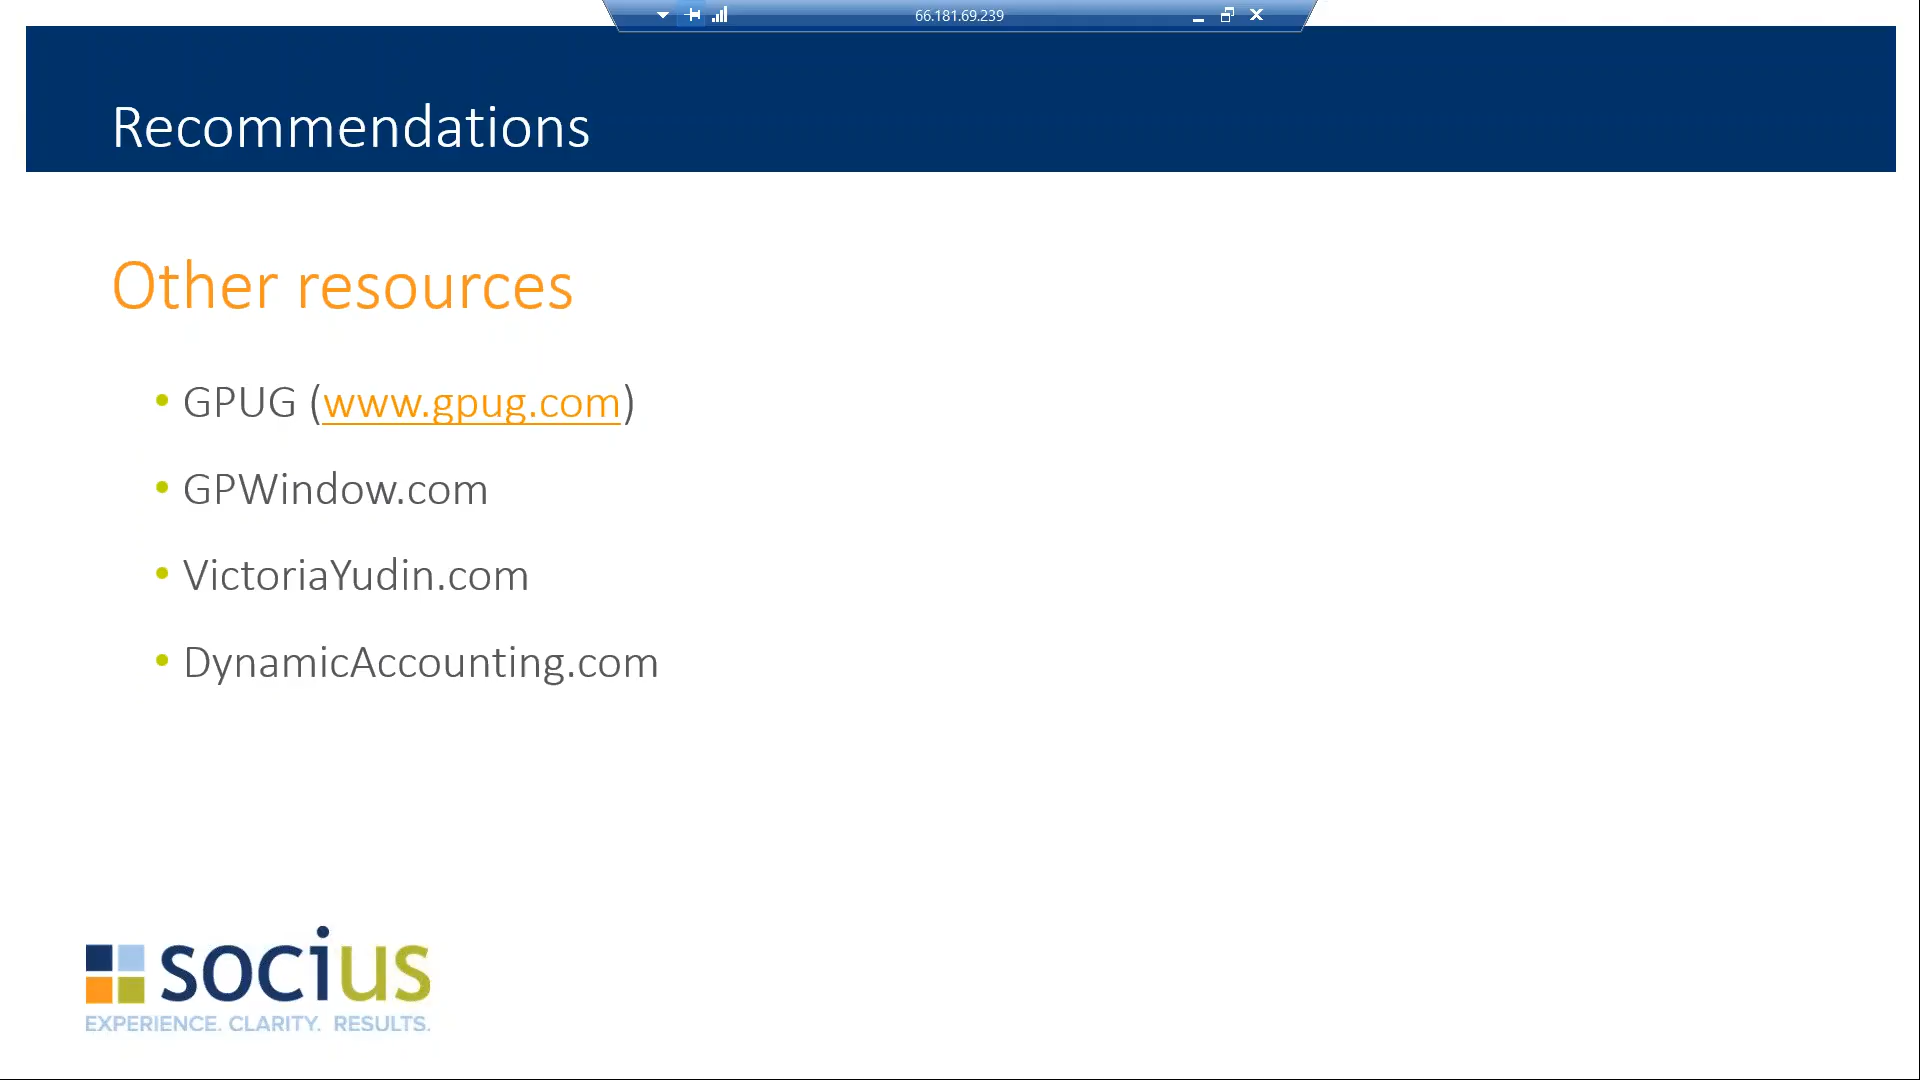 66.181.69.239
Recommendations
Other resources
• GPUG (www.gpug.com)
• GPWindow.com
• VictoriaYudin.com
• DynamicAccounting.com
socius
EXPERIENCE. CLARITY. RESULTS.